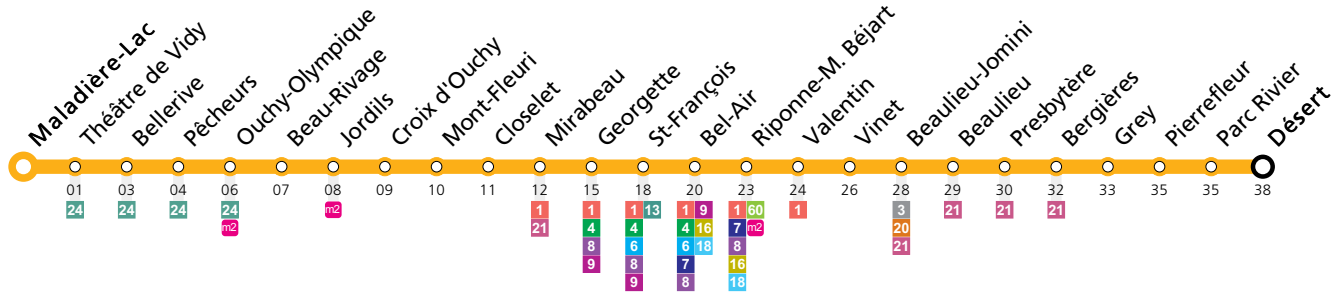 Maladière-Lac
Théâtre de Vidy
Bellerive
Pêcheurs
Ouchy-Olympique
Beau-Rivage
Jordils
Croix d'Ouchy
Mont-Fleuri
Closelet
Mirabeau
Georgette
St-François
Bel-Air
Riponne-M. Béjart
Valentin
Vinet
Beaulieu-Jomini
Beaulieu
Presbytère
Bergières
Grey
Pierrefleur
Parc Rivier
Désert
01 03 04 06 07 08 09 10 11 12 15 18 20 23 24 26 28 29 30 32 33 35 35 38
24 24 24 24 m2 1 1 1 13 1 9 1 60 1 3 21 21 21
m2 21 4 4 4 16 7 m2 20
8 6 6 18 8 21
9 8 7 16
9 8 18